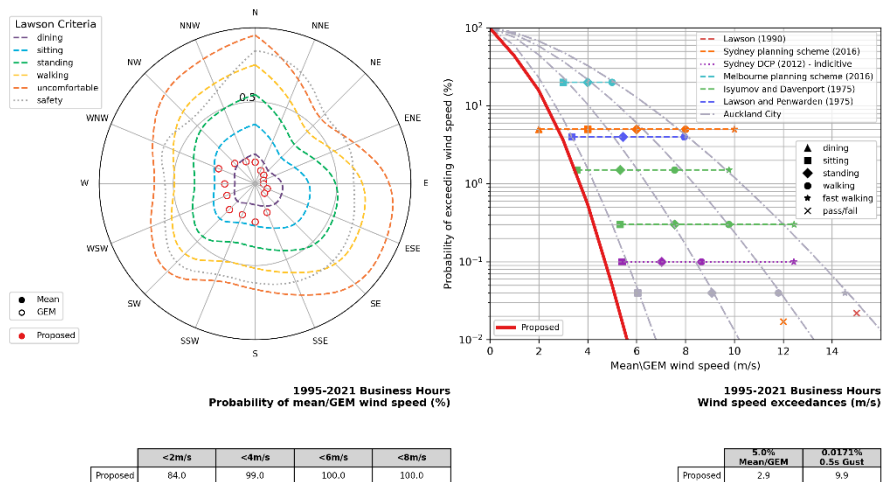 Lawson Criteria
dining
sitting
standing
walking
uncomfortable
safety
N
NNE
NE
ENE
E
ESE
SE
SSE
S
SSW
SW
WSW
W
WNW
NW
NNW
0.5
Mean
GEM
Proposed
1995-2021 Business Hours
Probability of mean/GEM wind speed (%)
<2m/s <4m/s <6m/s <8m/s
Proposed 84.0 99.0 100.0 100.0
Probability of exceeding wind speed (%)
10²
10¹
10⁰
10⁻¹
10⁻²
0 2 4 6 8 10 12 14
Mean\GEM wind speed (m/s)
Lawson (1990)
Sydney planning scheme (2016)
Sydney DCP (2012) - Indicitive
Melbourne planning scheme (2016)
Isyumov and Davenport (1975)
Lawson and Penwarden (1975)
Auckland City
dining
sitting
standing
walking
fast walking
pass/fail
Proposed
1995-2021 Business Hours
Wind speed exceedances (m/s)
5.0% 0.0171%
Mean/GEM 0.5s Gust
Proposed 2.9 9.9